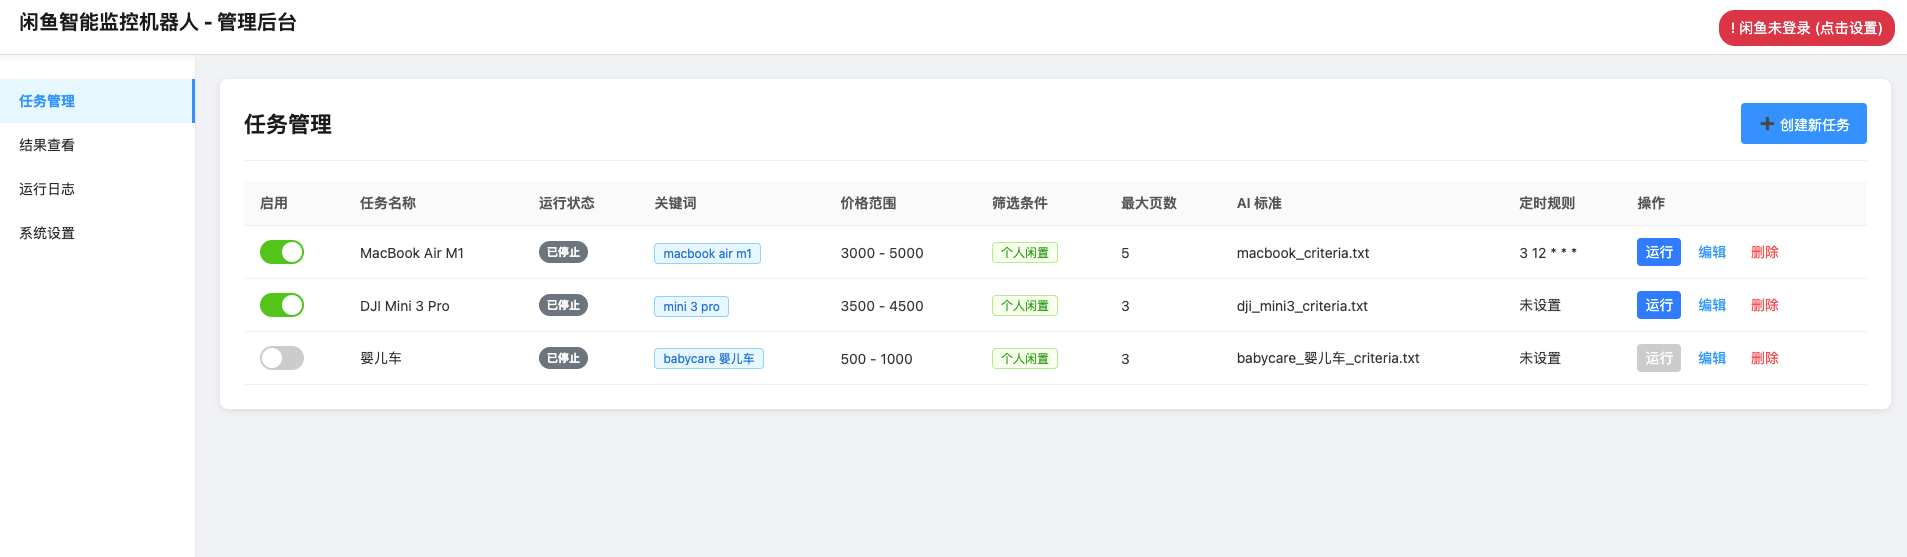 闲鱼智能监控机器人 - 管理后台
! 闲鱼未登录 (点击设置)
任务管理
结果查看
运行日志
系统设置
任务管理
➕ 创建新任务
启用 任务名称 运行状态 关键词 价格范围 筛选条件 最大页数 AI 标准 定时规则 操作
MacBook Air M1 已停止 macbook air m1 3000 - 5000 个人闲置 5 macbook_criteria.txt 3 12 * * * 运行 编辑 删除
DJI Mini 3 Pro 已停止 mini 3 pro 3500 - 4500 个人闲置 3 dji_mini3_criteria.txt 未设置 运行 编辑 删除
婴儿车 已停止 babycare 婴儿车 500 - 1000 个人闲置 3 babycare_婴儿车_criteria.txt 未设置 运行 编辑 删除